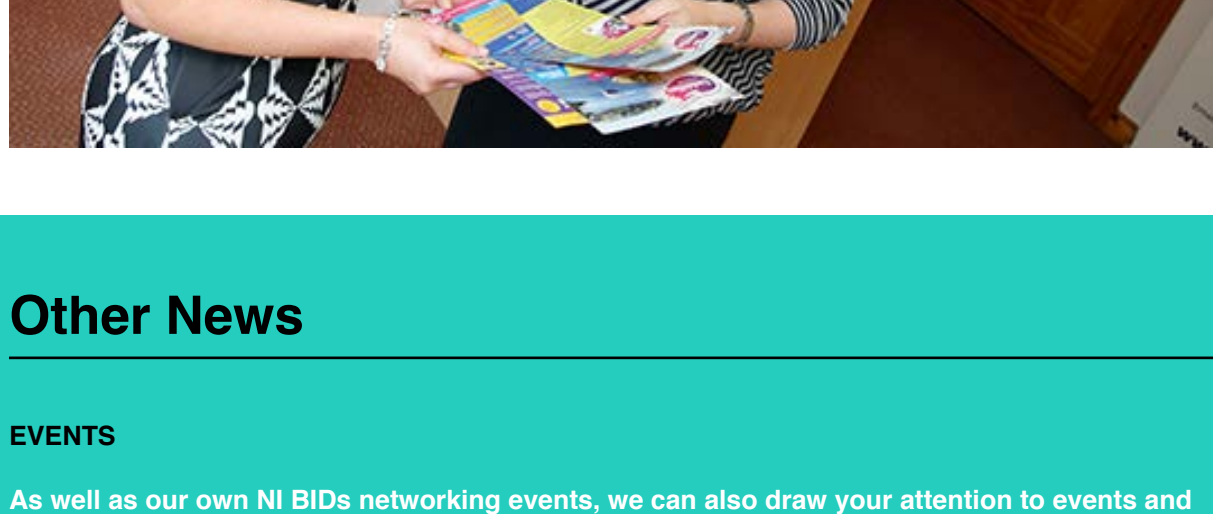 Other News
EVENTS
As well as our own NI BIDs networking events, we can also draw your attention to events and